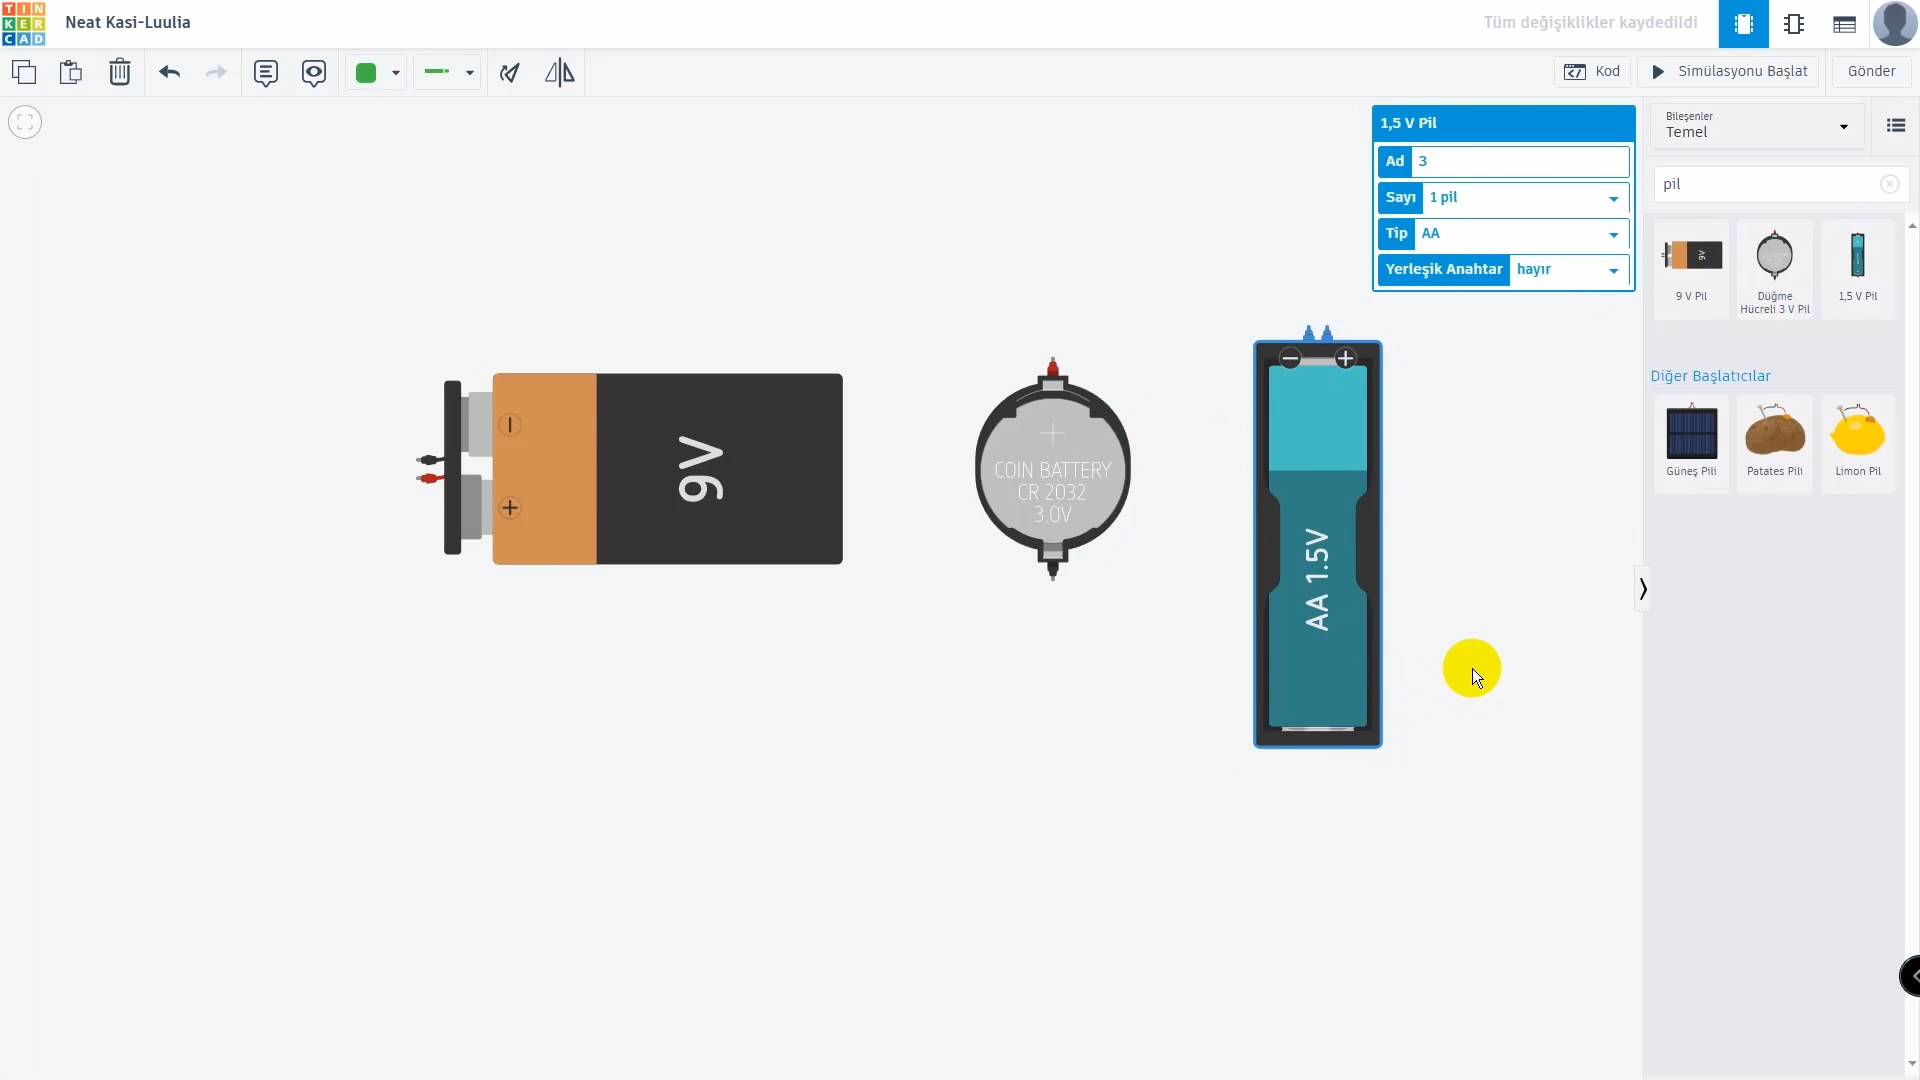 TIN
KER
CAD
Neat Kasi-Luulia
Tüm değişiklikler kaydedildi
Kod
Simülasyonu Başlat
Gönder
1,5 V Pil
Ad 3
Sayı 1 pil
Tip AA
Yerleşik Anahtar hayır
Bileşenler
Temel
pil
9V
9 V Pil
Düğme
Hücreli 3 V Pil
1,5 V Pil
Diğer Başlatıcılar
Güneş Pili
Patates Pili
Limon Pil
9V
COIN BATTERY
CR 2032
3.0V
AA 1.5V